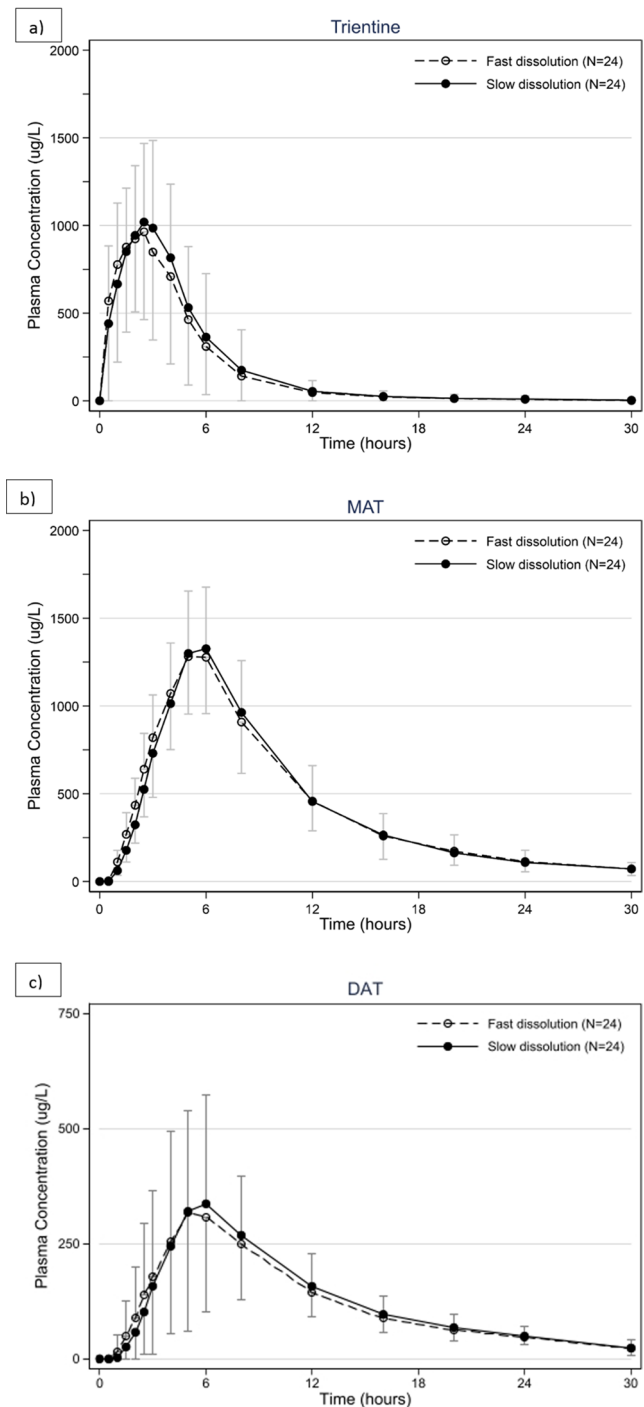 a)
Trientine
2000
1500
1000
500
0
Plasma Concentration (ug/L)
Fast dissolution (N=24)
Slow dissolution (N=24)
0 6 12 18 24 30
Time (hours)
b)
MAT
2000
1500
1000
500
0
Plasma Concentration (ug/L)
Fast dissolution (N=24)
Slow dissolution (N=24)
0 6 12 18 24 30
Time (hours)
c)
DAT
750
500
250
0
Plasma Concentration (ug/L)
Fast dissolution (N=24)
Slow dissolution (N=24)
0 6 12 18 24 30
Time (hours)